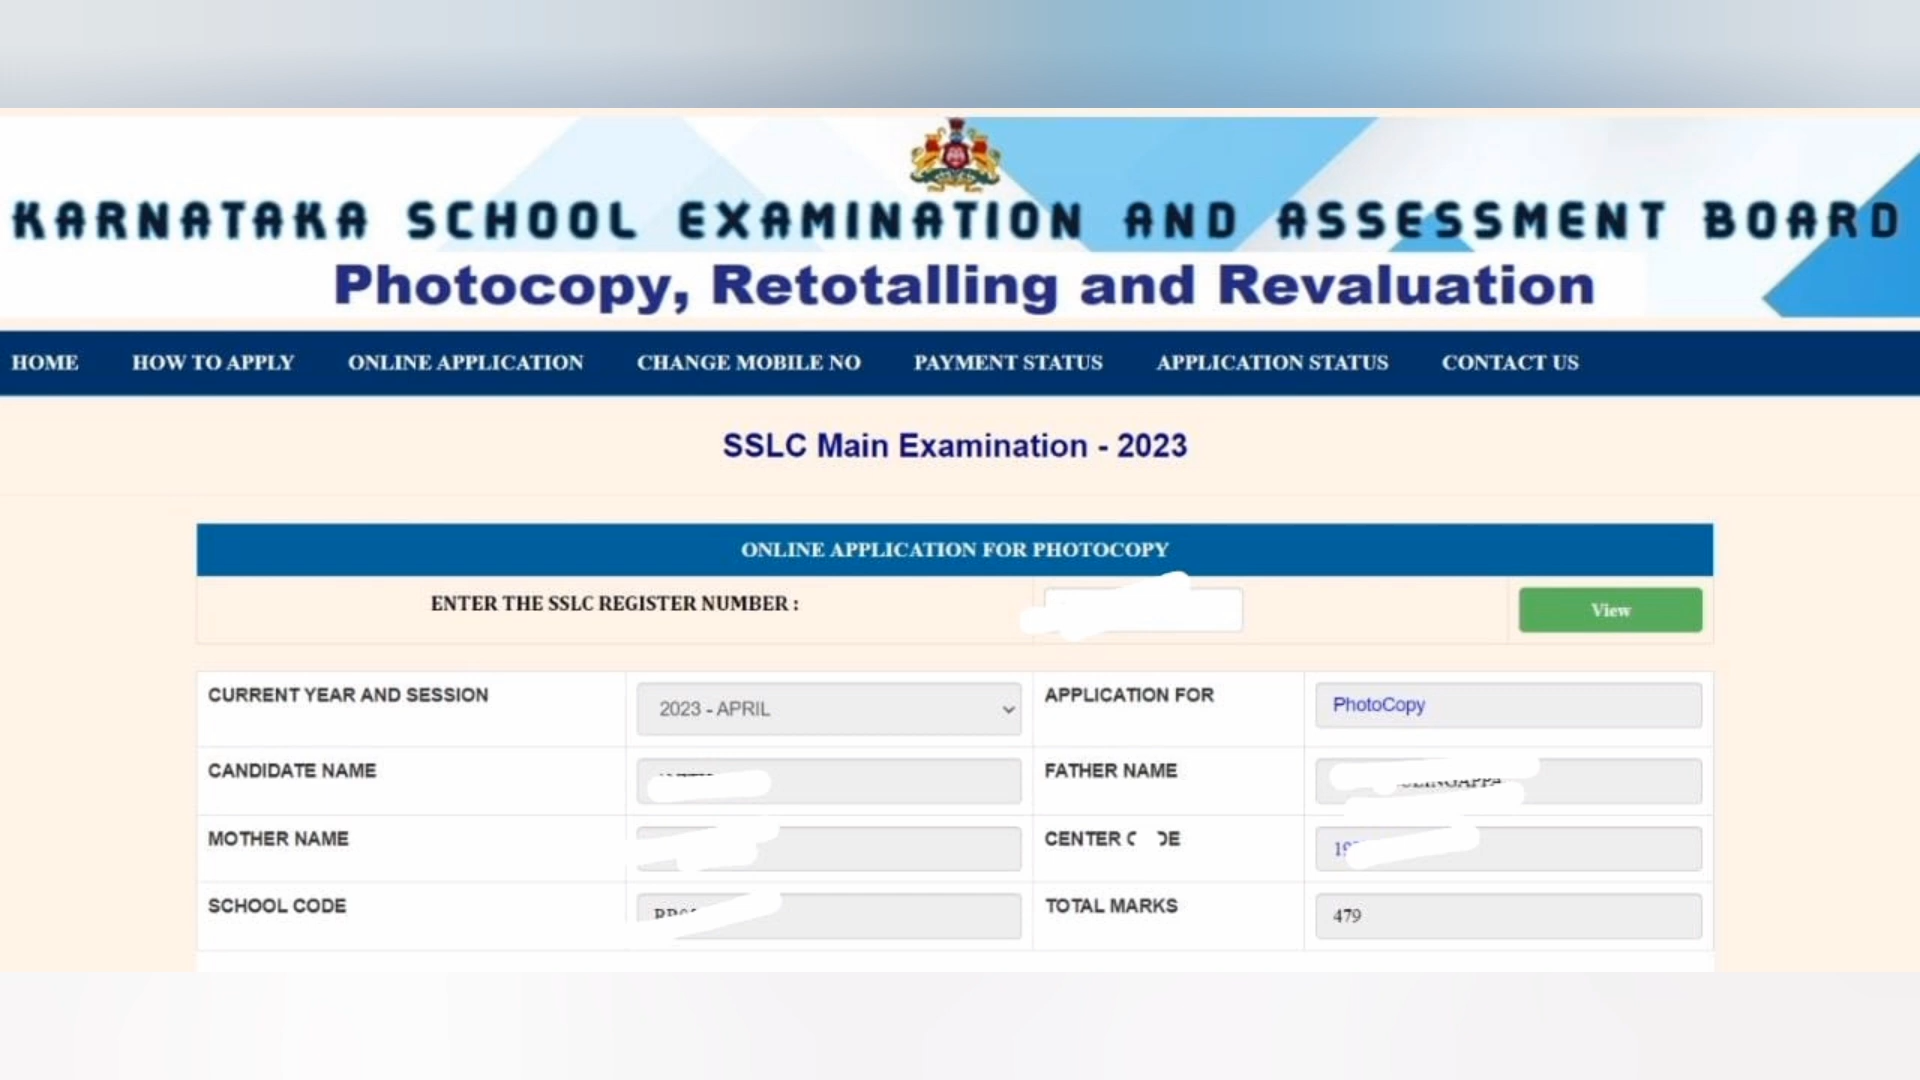 KARNATAKA SCHOOL EXAMINATION AND ASSESSMENT BOARD
Photocopy, Retotalling and Revaluation
HOME HOW TO APPLY ONLINE APPLICATION CHANGE MOBILE NO PAYMENT STATUS APPLICATION STATUS CONTACT US
SSLC Main Examination - 2023
ONLINE APPLICATION FOR PHOTOCOPY
ENTER THE SSLC REGISTER NUMBER : View
CURRENT YEAR AND SESSION 2023 - APRIL APPLICATION FOR PhotoCopy
CANDIDATE NAME FATHER NAME
MOTHER NAME CENTER
SCHOOL CODE TOTAL MARKS 479